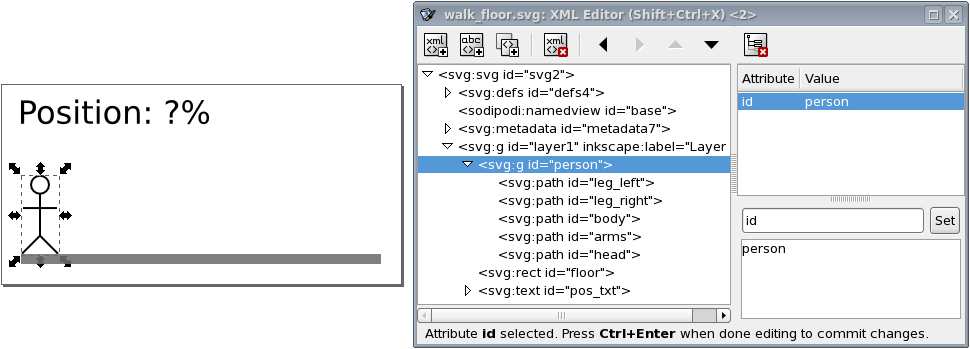 Position: ?%
walk_floor.svg: XML Editor (Shift+Ctrl+X) <2>
xml
abc
xml
<svg:svg id="svg2">
<svg:defs id="defs4">
<sodipodi:namedview id="base">
<svg:metadata id="metadata7">
<svg:g id="layer1" inkscape:label="Layer
<svg:g id="person">
<svg:path id="leg_left">
<svg:path id="leg_right">
<svg:path id="body">
<svg:path id="arms">
<svg:path id="head">
<svg:rect id="floor">
<svg:text id="pos_txt">
Attribute Value
id person
id Set
person
Attribute id selected. Press Ctrl+Enter when done editing to commit changes.